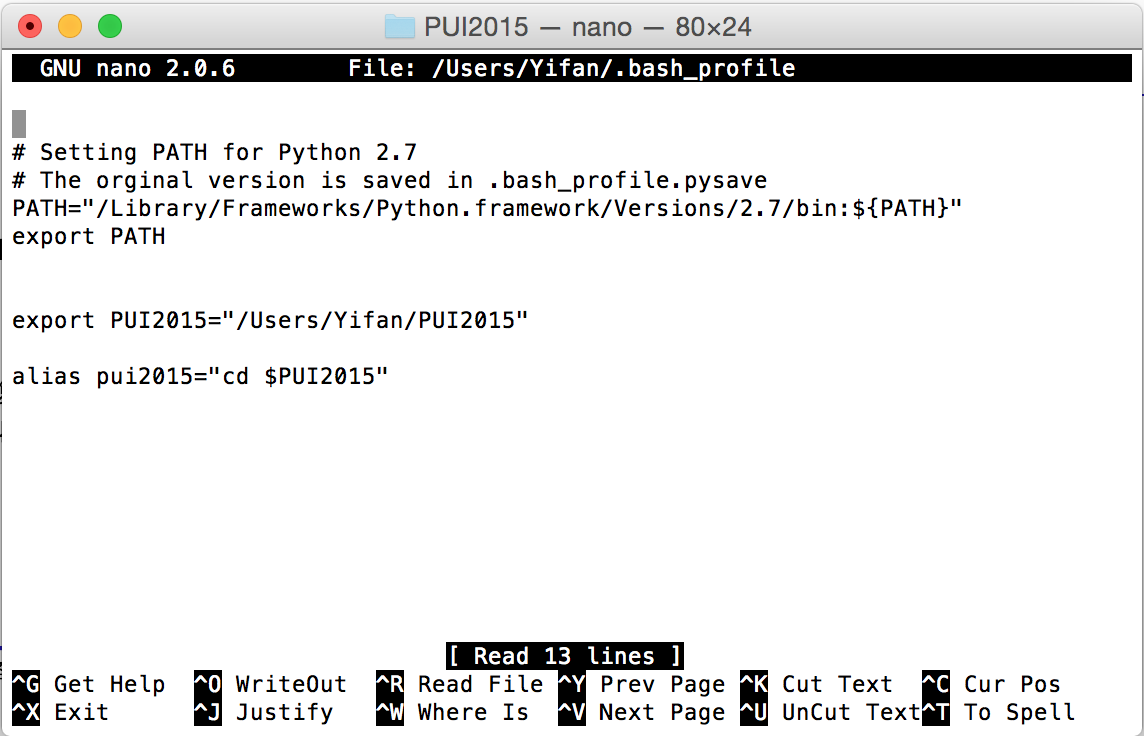 PUI2015 — nano — 80×24
GNU nano 2.0.6 File: /Users/Yifan/.bash_profile
# Setting PATH for Python 2.7
# The orginal version is saved in .bash_profile.pysave
PATH="/Library/Frameworks/Python.framework/Versions/2.7/bin:${PATH}"
export PATH
export PUI2015="/Users/Yifan/PUI2015"
alias pui2015="cd $PUI2015"
[ Read 13 lines ]
^G Get Help ^O WriteOut ^R Read File ^Y Prev Page ^K Cut Text ^C Cur Pos
^X Exit ^J Justify ^W Where Is ^V Next Page ^U UnCut Text ^T To Spell